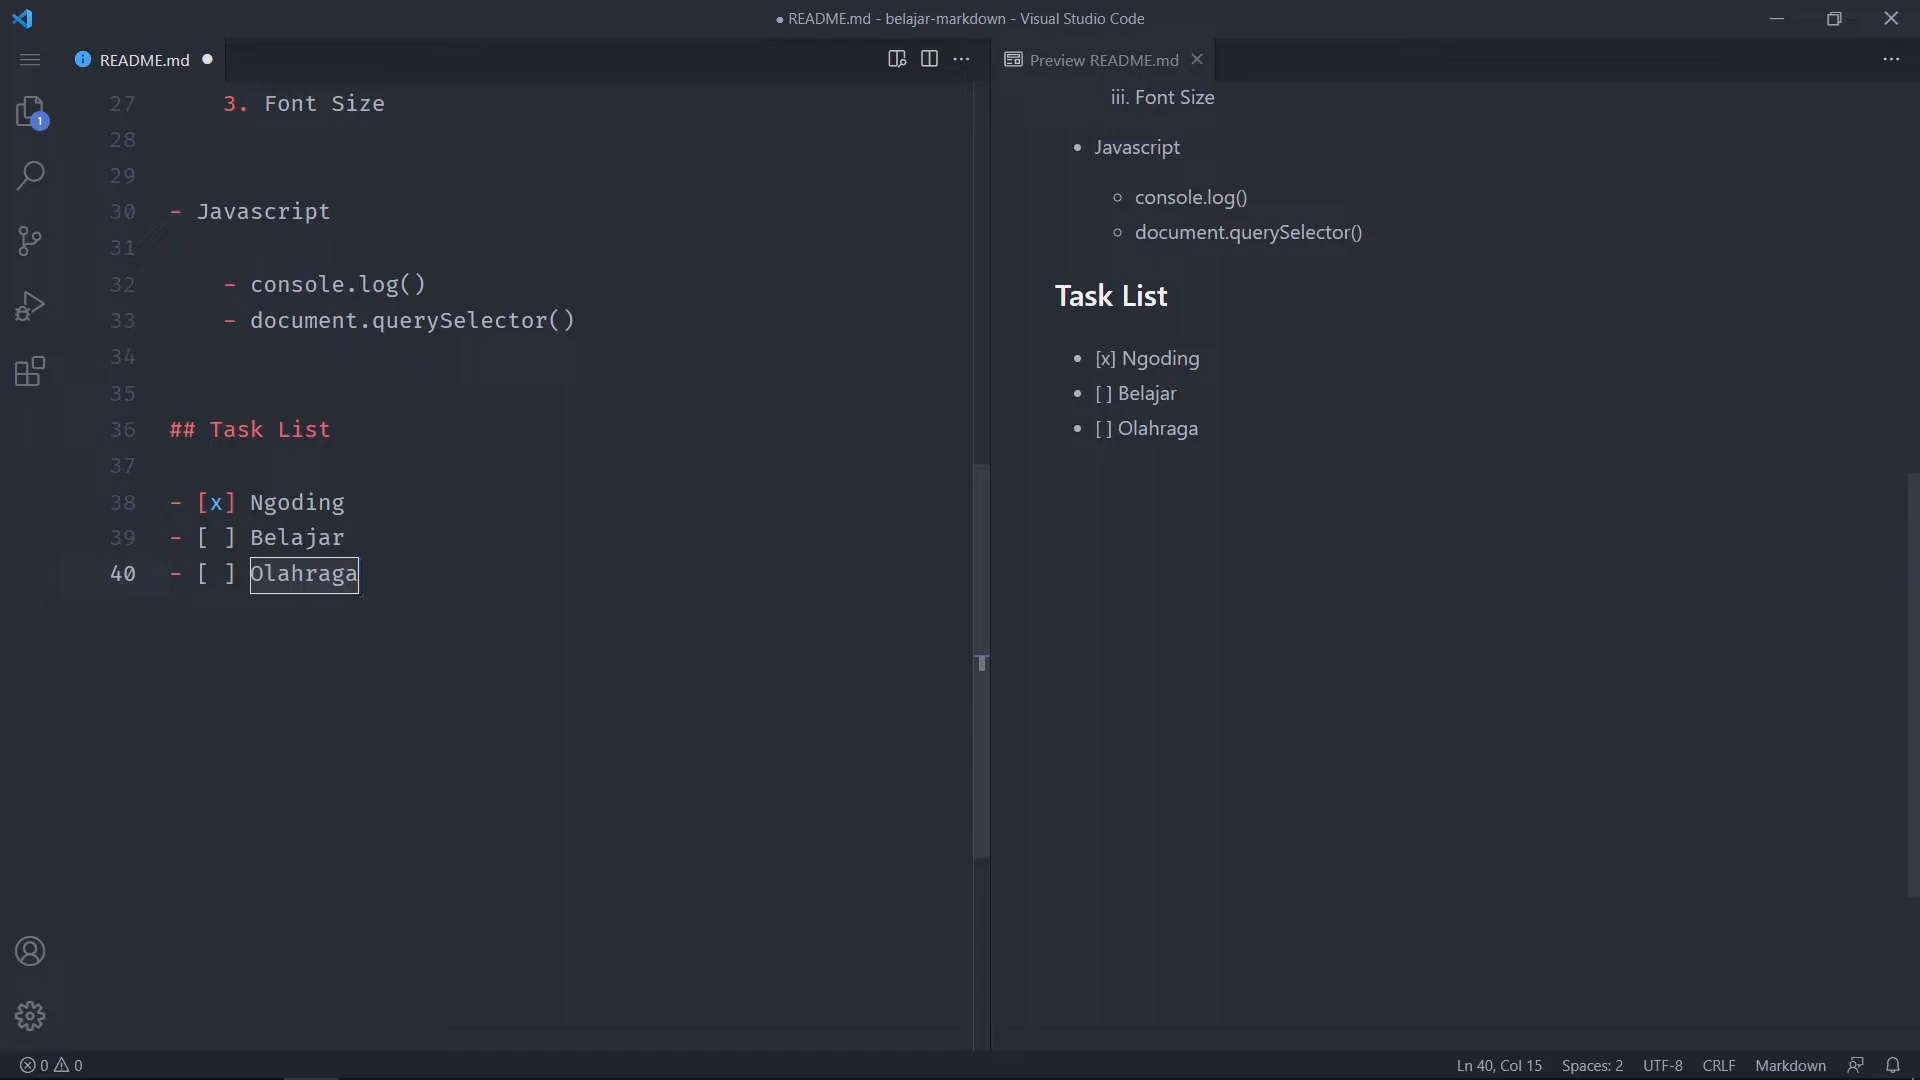 ● README.md - belajar-markdown - Visual Studio Code
README.md ●
Preview README.md
1
27 3. Font Size
28
29
30 - Javascript
31
32 - console.log()
33 - document.querySelector()
34
35
36 ## Task List
37
38 - [x] Ngoding
39 - [ ] Belajar
40 - [ ] Olahraga
iii. Font Size
• Javascript
○ console.log()
○ document.querySelector()
Task List
• [x] Ngoding
• [ ] Belajar
• [ ] Olahraga
0 0
Ln 40, Col 15 Spaces: 2 UTF-8 CRLF Markdown